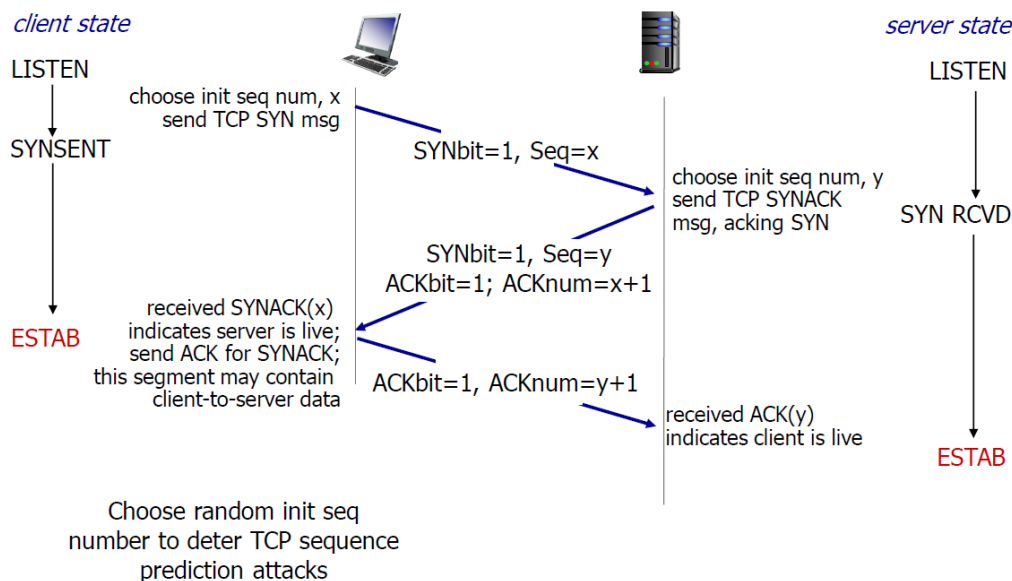 client state
server state
LISTEN
LISTEN
choose init seq num, x
send TCP SYN msg
SYNSENT
SYNbit=1, Seq=x
choose init seq num, y
send TCP SYNACK
msg, acking SYN
SYN RCVD
SYNbit=1, Seq=y
ACKbit=1; ACKnum=x+1
received SYNACK(x)
indicates server is live;
send ACK for SYNACK;
this segment may contain
client-to-server data
ESTAB
ACKbit=1, ACKnum=y+1
received ACK(y)
indicates client is live
ESTAB
Choose random init seq
number to deter TCP sequence
prediction attacks